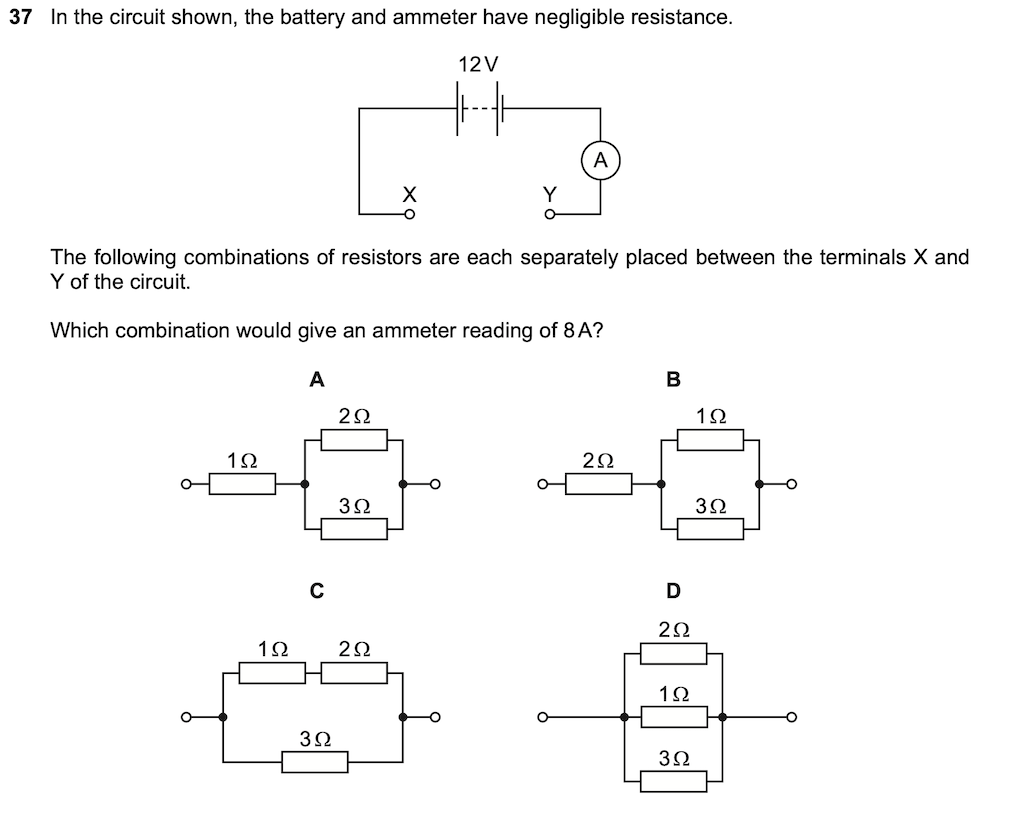 37 In the circuit shown, the battery and ammeter have negligible resistance.
12 V
A
X
Y
The following combinations of resistors are each separately placed between the terminals X and
Y of the circuit.
Which combination would give an ammeter reading of 8 A?
A
2 Ω
1 Ω
3 Ω
B
1 Ω
2 Ω
3 Ω
C
1 Ω 2 Ω
3 Ω
D
2 Ω
1 Ω
3 Ω